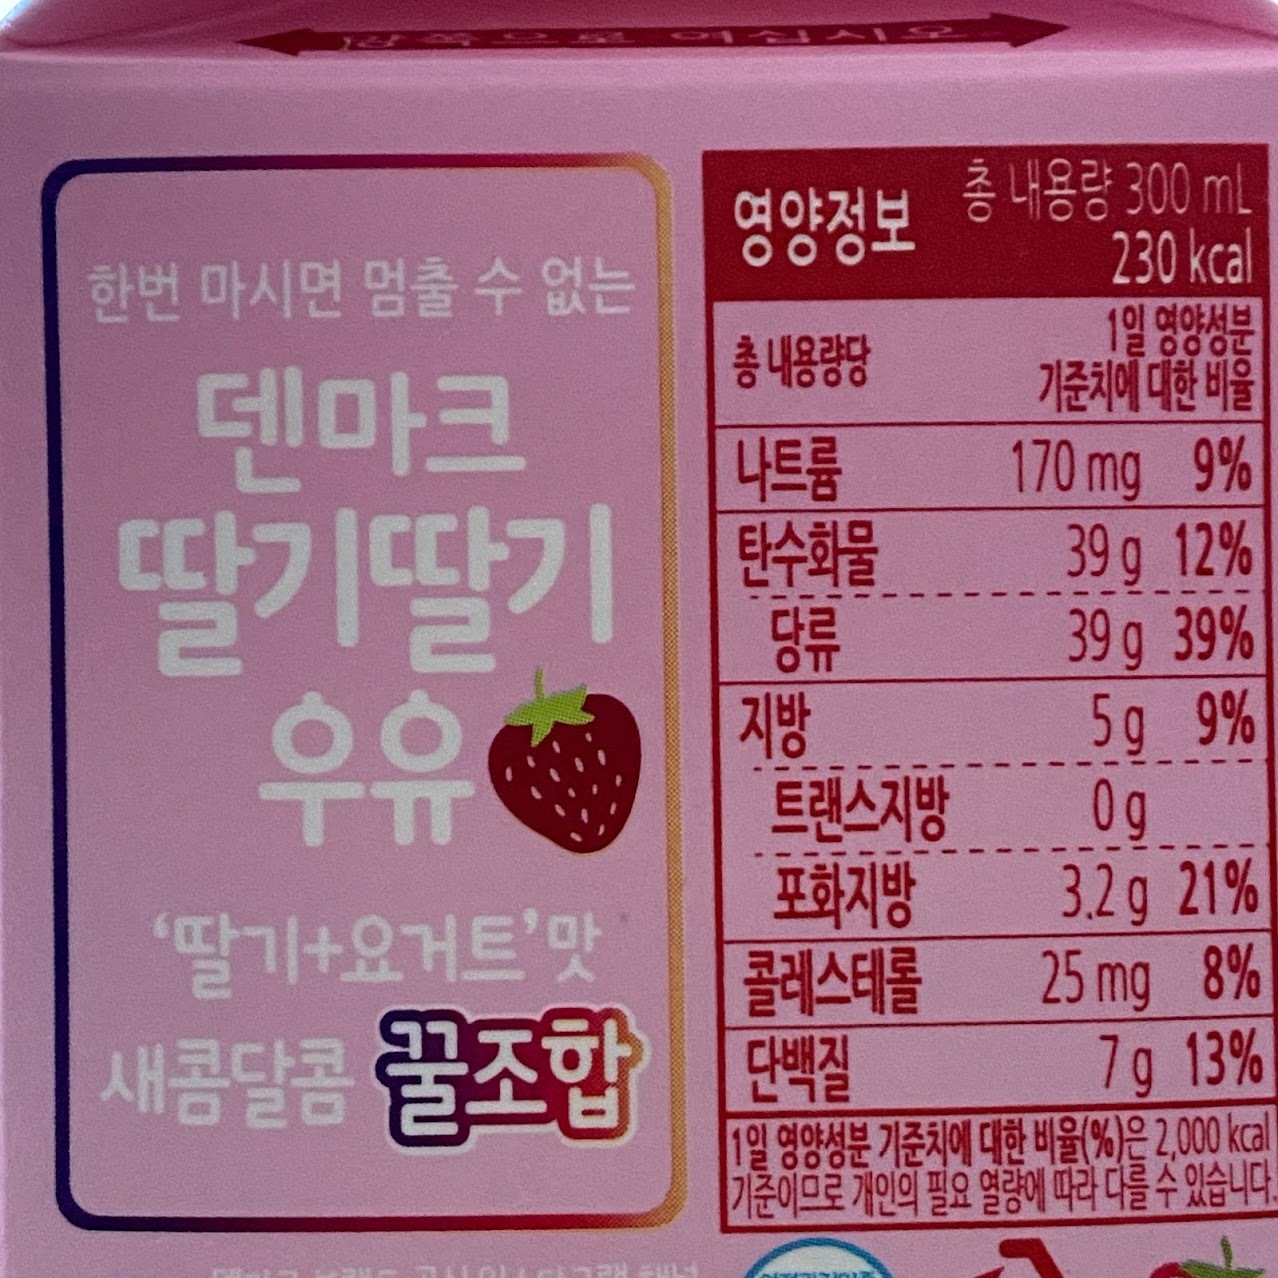 한번 마시면 멈출 수 없는
덴마크
딸기딸기
우유
‘딸기+요거트’맛
새콤달콤 꿀조합
영양정보 총 내용량 300 mL
230 kcal
총 내용량당 1일 영양성분
기준치에 대한 비율
나트륨 170 mg 9%
탄수화물 39 g 12%
당류 39 g 39%
지방 5 g 9%
트랜스지방 0 g
포화지방 3.2 g 21%
콜레스테롤 25 mg 8%
단백질 7 g 13%
1일 영양성분 기준치에 대한 비율(%)은 2,000 kcal
기준이므로 개인의 필요 열량에 따라 다를 수 있습니다.